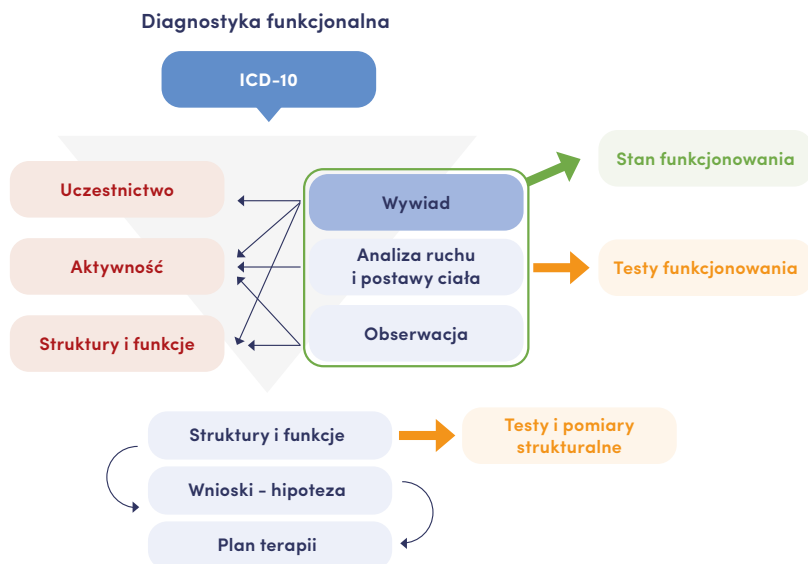 Diagnostyka funkcjonalna
ICD-10
Uczestnictwo
Aktywność
Struktury i funkcje
Wywiad
Analiza ruchu
i postawy ciała
Obserwacja
Stan funkcjonowania
Testy funkcjonowania
Struktury i funkcje
Testy i pomiary
strukturalne
Wnioski - hipoteza
Plan terapii